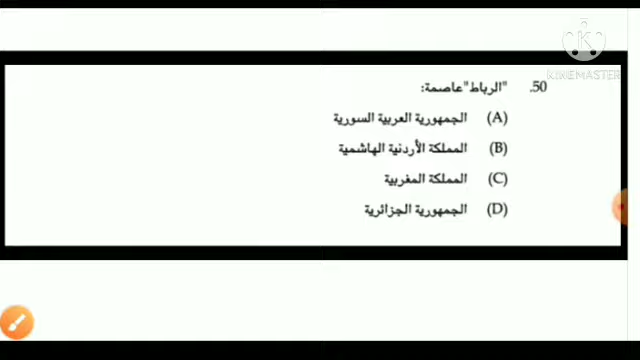 KINEMASTER
50. "الرباط" عاصمة:
(A) الجمهورية العربية السورية
(B) المملكة الأردنية الهاشمية
(C) المملكة المغربية
(D) الجمهورية الجزائرية